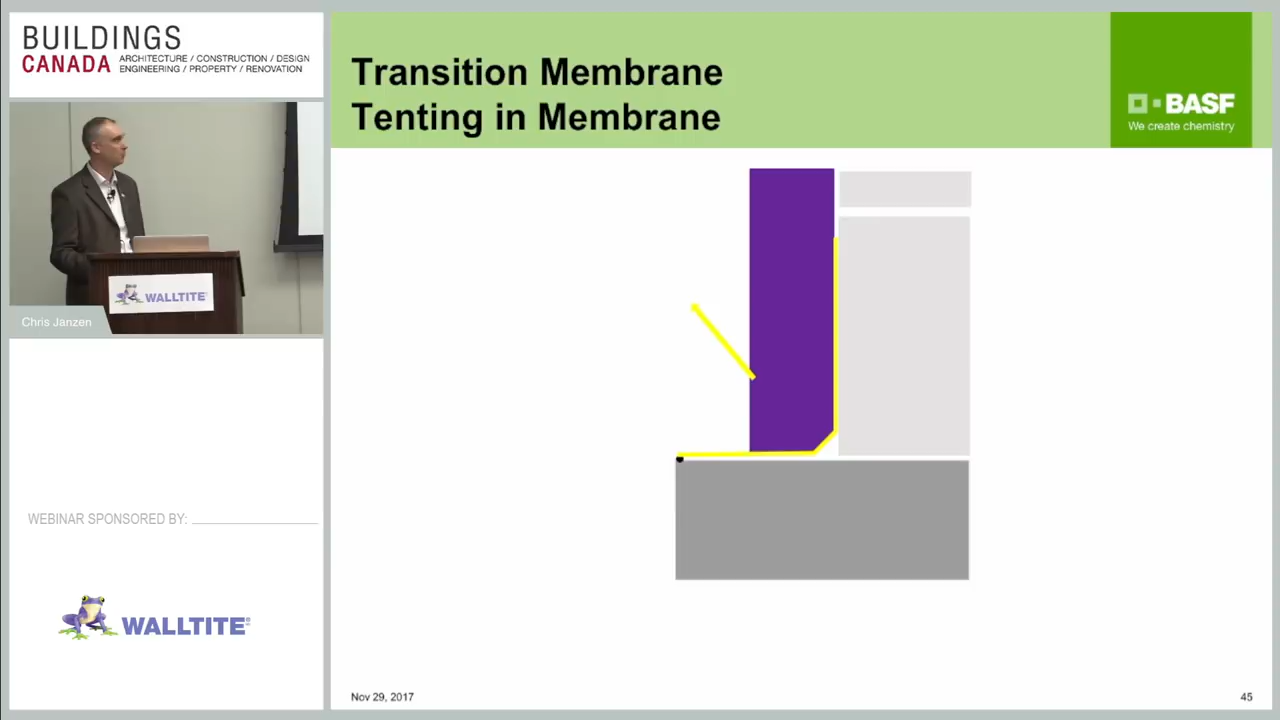 BUILDINGS
CANADA ARCHITECTURE / CONSTRUCTION / DESIGN
ENGINEERING / PROPERTY / RENOVATION
WALLTITE
Chris Janzen
WEBINAR SPONSORED BY:
WALLTITE®
Transition Membrane
Tenting in Membrane
BASF
We create chemistry
Nov 29, 2017
45